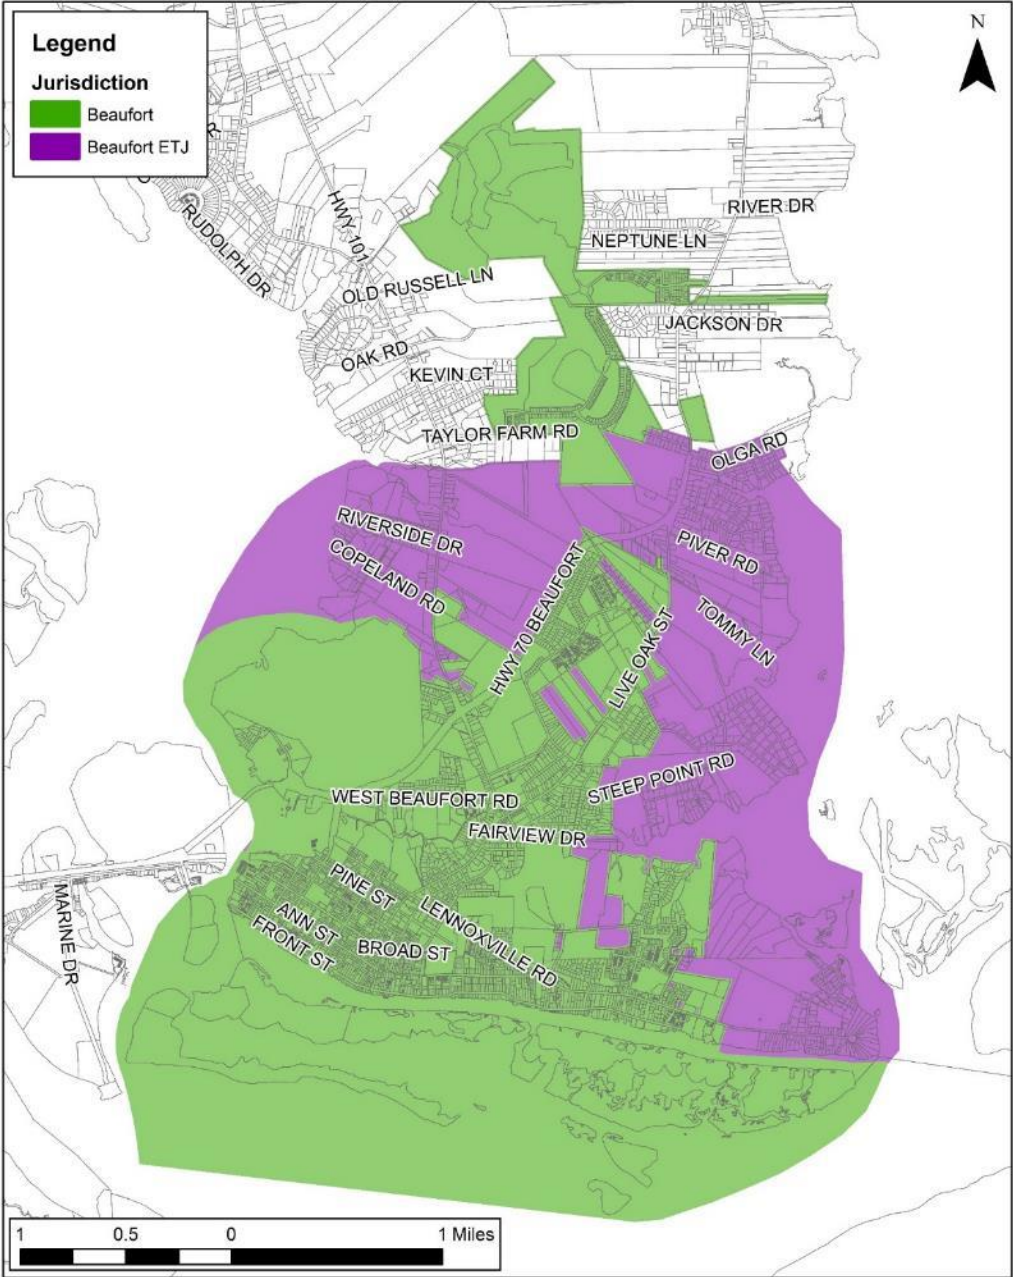 Legend
Jurisdiction
Beaufort
Beaufort ETJ
N
RUDOLPH DR
HWY 101
RIVER DR
NEPTUNE LN
OLD RUSSELL LN
JACKSON DR
OAK RD
KEVIN CT
TAYLOR FARM RD
OLGA RD
RIVERSIDE DR
COPELAND RD
PIVER RD
HWY 70 BEAUFORT
TOMMY LN
LIVE OAK ST
STEEP POINT RD
WEST BEAUFORT RD
FAIRVIEW DR
PINE ST
MARINE DR
ANN ST
LENNOXVILLE RD
FRONT ST
BROAD ST
1 0.5 0 1 Miles